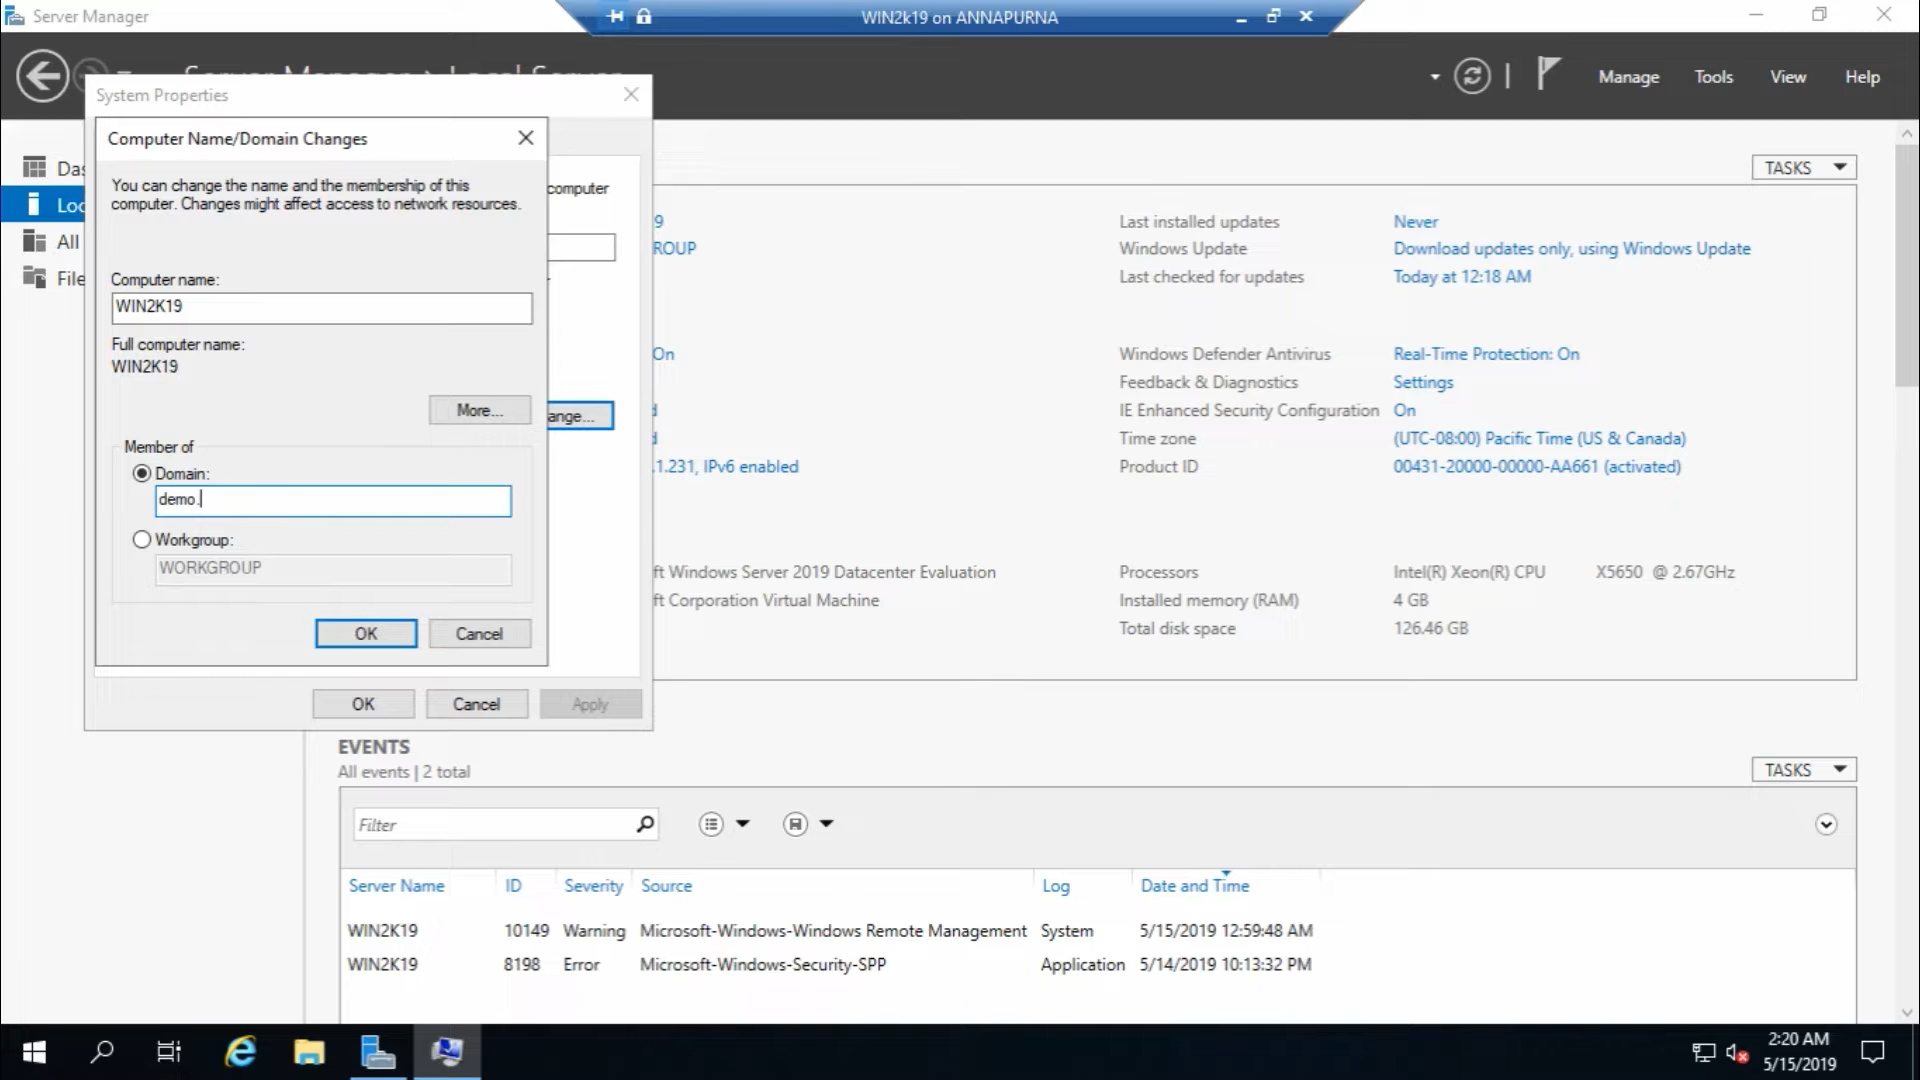 Server Manager
WIN2k19 on ANNAPURNA
Manage
Tools
View
Help
System Properties
Computer Name/Domain Changes
You can change the name and the membership of this
computer. Changes might affect access to network resources.
computer
Computer name:
WIN2K19
Full computer name:
WIN2K19
More...
ange...
Member of
Domain:
demo.
Workgroup:
WORKGROUP
OK
Cancel
OK
Cancel
Apply
Das
Loc
All
File
TASKS
9
ROUP
Last installed updates
Never
Windows Update
Download updates only, using Windows Update
Last checked for updates
Today at 12:18 AM
On
Windows Defender Antivirus
Real-Time Protection: On
Feedback & Diagnostics
Settings
d
IE Enhanced Security Configuration
On
d
Time zone
(UTC-08:00) Pacific Time (US & Canada)
.1.231, IPv6 enabled
Product ID
00431-20000-00000-AA661 (activated)
ft Windows Server 2019 Datacenter Evaluation
Processors
Intel(R) Xeon(R) CPU X5650 @ 2.67GHz
ft Corporation Virtual Machine
Installed memory (RAM)
4 GB
Total disk space
126.46 GB
EVENTS
All events | 2 total
TASKS
Filter
Server Name ID Severity Source Log Date and Time
WIN2K19 10149 Warning Microsoft-Windows-Windows Remote Management System 5/15/2019 12:59:48 AM
WIN2K19 8198 Error Microsoft-Windows-Security-SPP Application 5/14/2019 10:13:32 PM
2:20 AM
5/15/2019